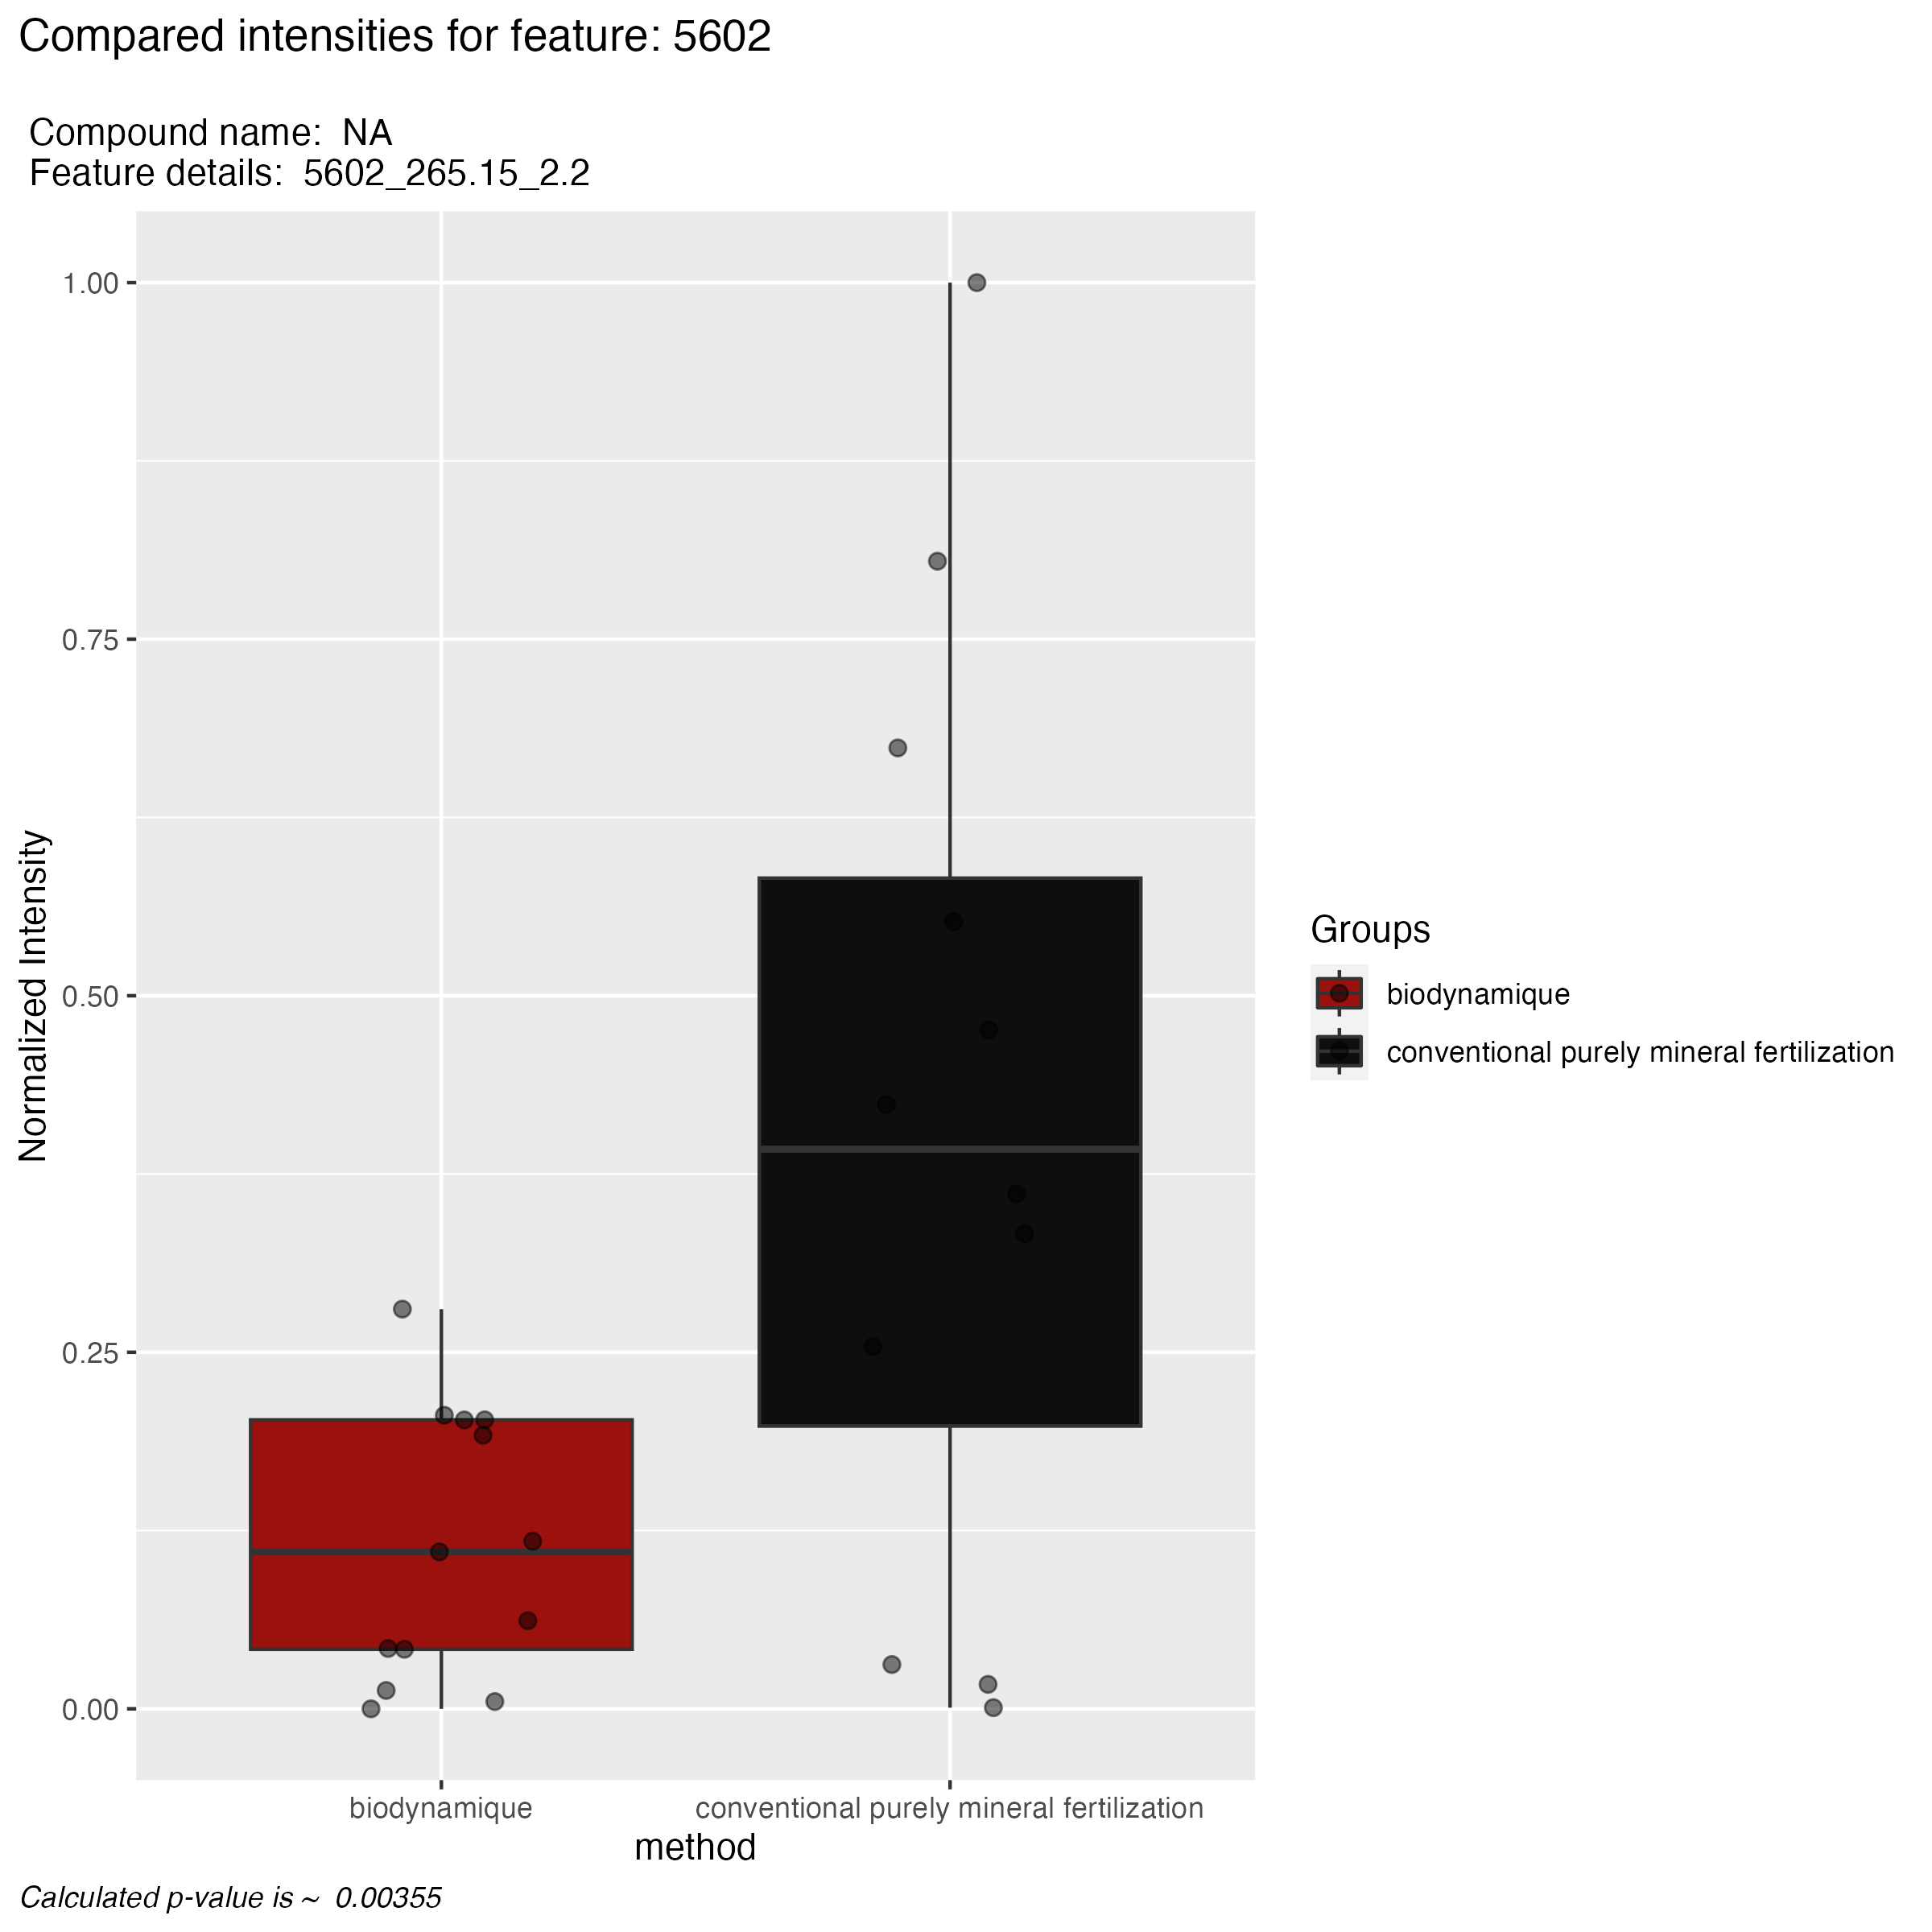 Compared intensities for feature: 5602
Compound name:  NA
Feature details:  5602_265.15_2.2
1.00
0.75
0.50
0.25
0.00
Normalized Intensity
biodynamique
conventional purely mineral fertilization
method
Groups
biodynamique
conventional purely mineral fertilization
Calculated p-value is ~  0.00355